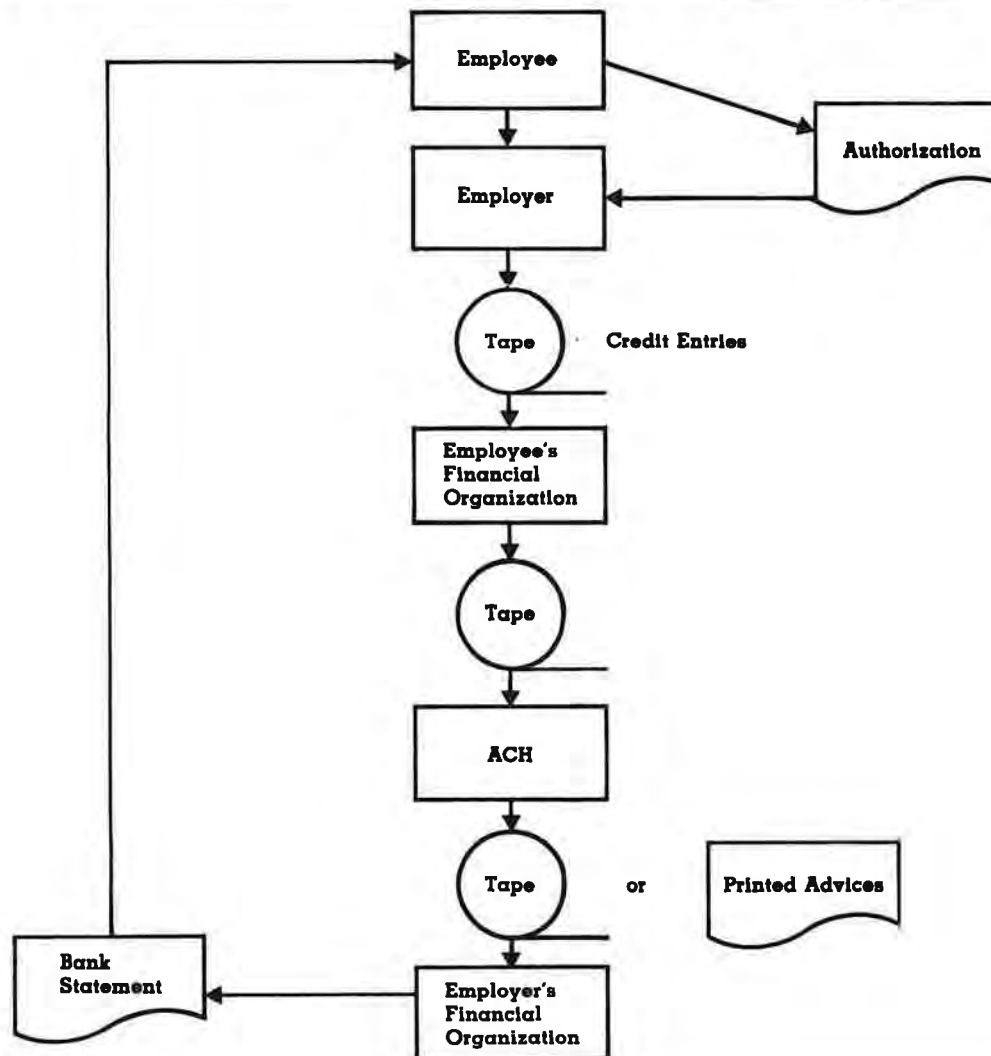 Employee
Authorization
Employer
Tape
Credit Entries
Employee's
Financial
Organization
Tape
ACH
Tape
or
Printed Advices
Bank
Statement
Employer's
Financial
Organization